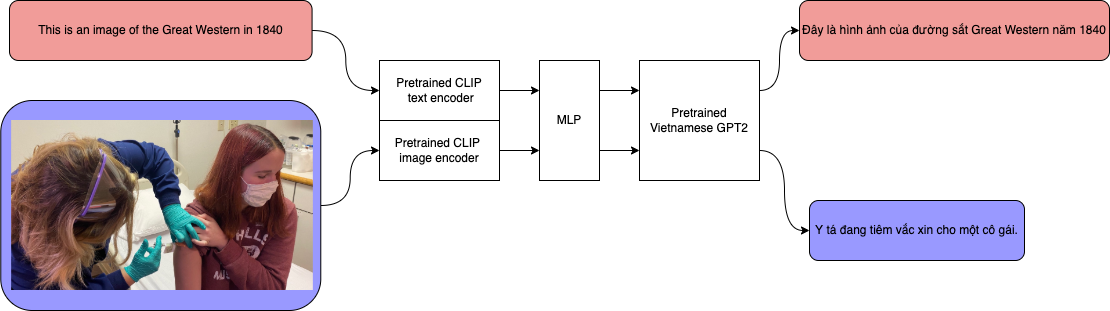 This is an image of the Great Western in 1840
Đây là hình ảnh của đường sắt Great Western năm 1840
Pretrained CLIP
text encoder
Pretrained CLIP
image encoder
MLP
Pretrained
Vietnamese GPT2
Y tá đang tiêm vắc xin cho một cô gái.